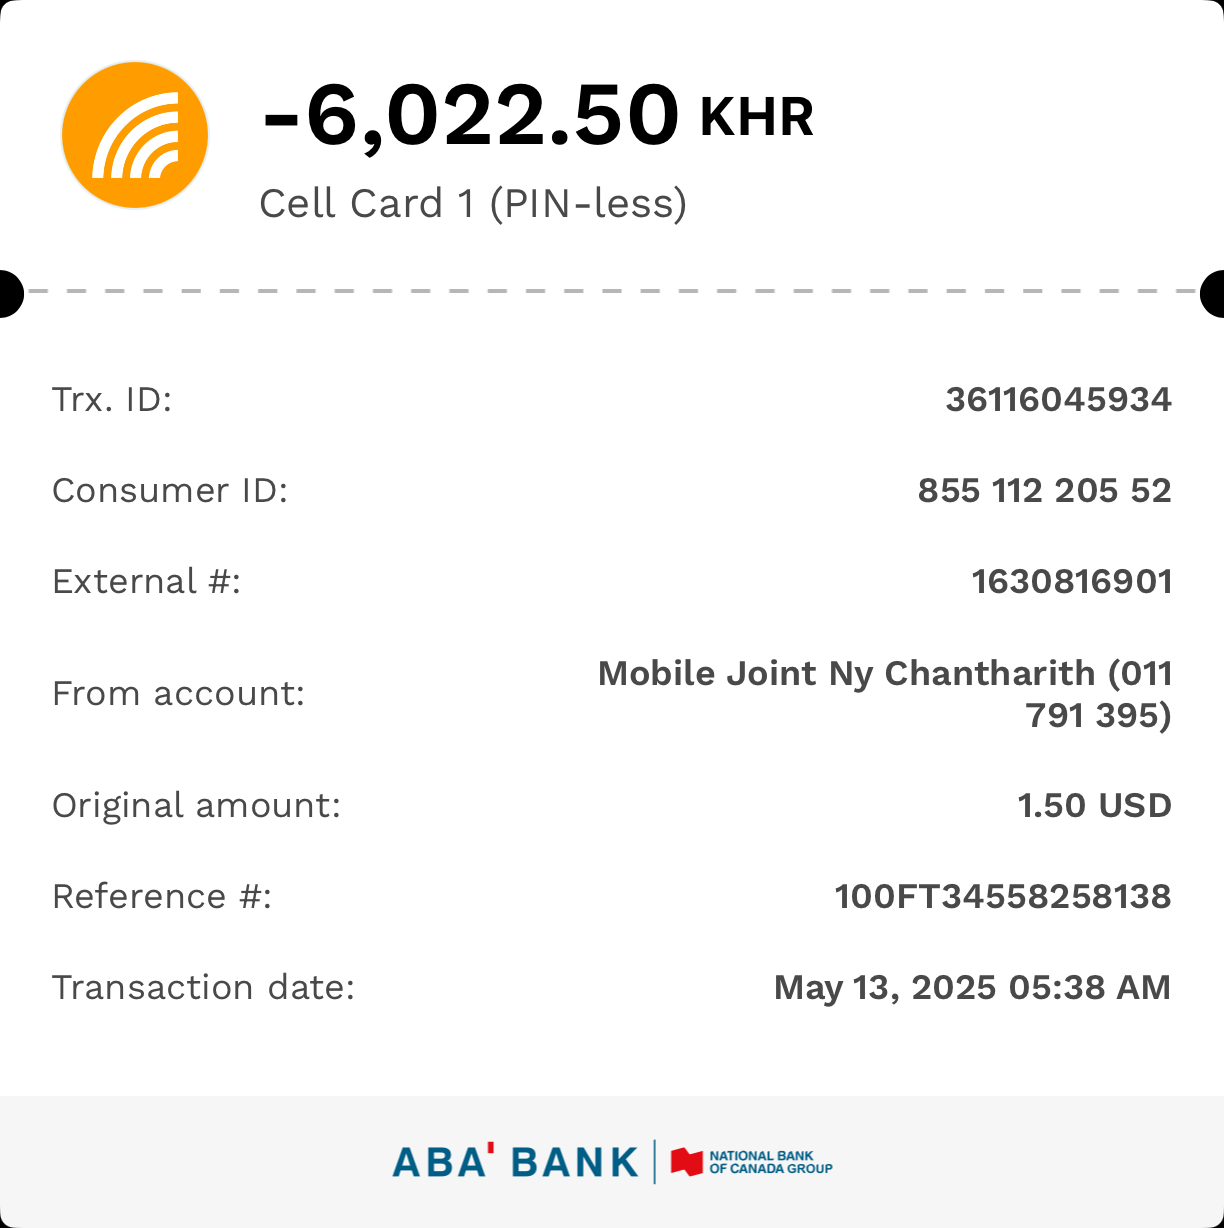 -6,022.50 KHR
Cell Card 1 (PIN-less)
Trx. ID: 36116045934
Consumer ID: 855 112 205 52
External #: 1630816901
From account: Mobile Joint Ny Chantharith (011
791 395)
Original amount: 1.50 USD
Reference #: 100FT34558258138
Transaction date: May 13, 2025 05:38 AM
ABA' BANK NATIONAL BANK
OF CANADA GROUP